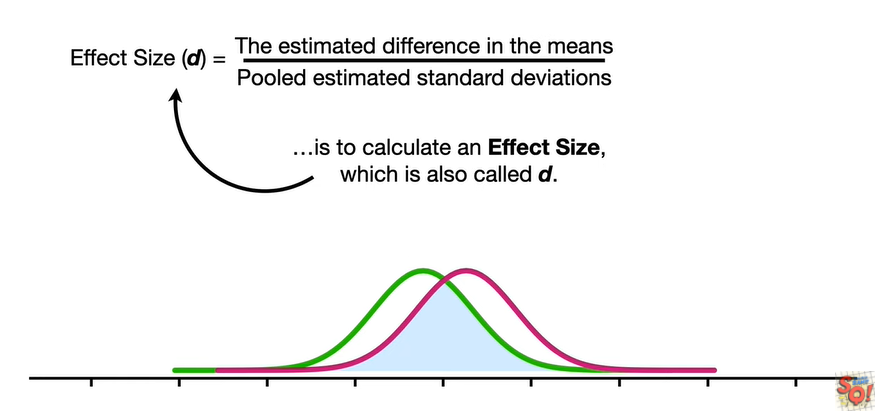 The estimated difference in the means
Effect Size (d) =
Pooled estimated standard deviations
…is to calculate an Effect Size,
which is also called d.
SQ!